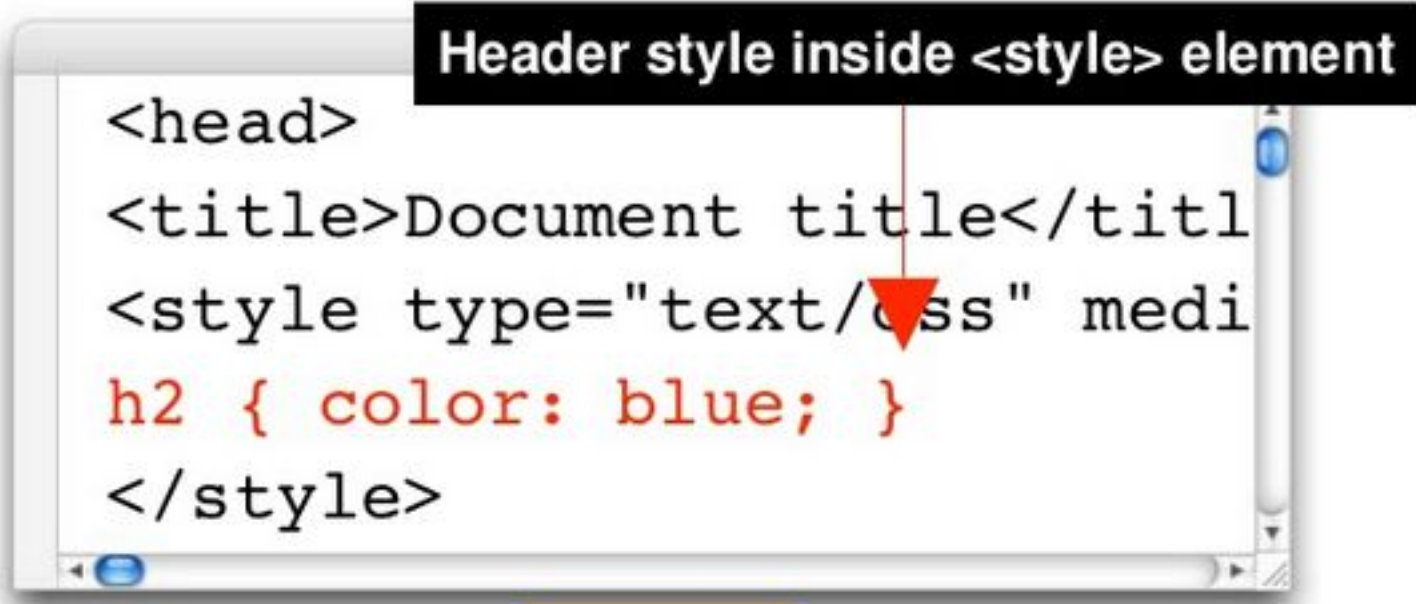 Header style inside <style> element
<head>
<title>Document title</titl
<style type="text/css" medi
h2 { color: blue; }
</style>